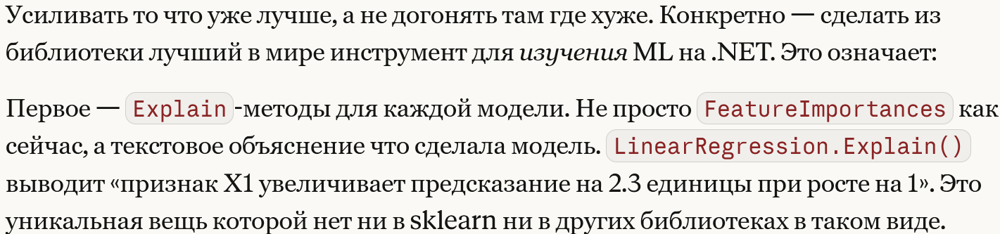 Усиливать то что уже лучше, а не догонять там где хуже. Конкретно — сделать из
библиотеки лучший в мире инструмент для изучения ML на .NET. Это означает:
Первое — Explain-методы для каждой модели. Не просто FeatureImportances как
сейчас, а текстовое объяснение что сделала модель. LinearRegression.Explain()
выводит «признак X1 увеличивает предсказание на 2.3 единицы при росте на 1». Это
уникальная вещь которой нет ни в sklearn ни в других библиотеках в таком виде.